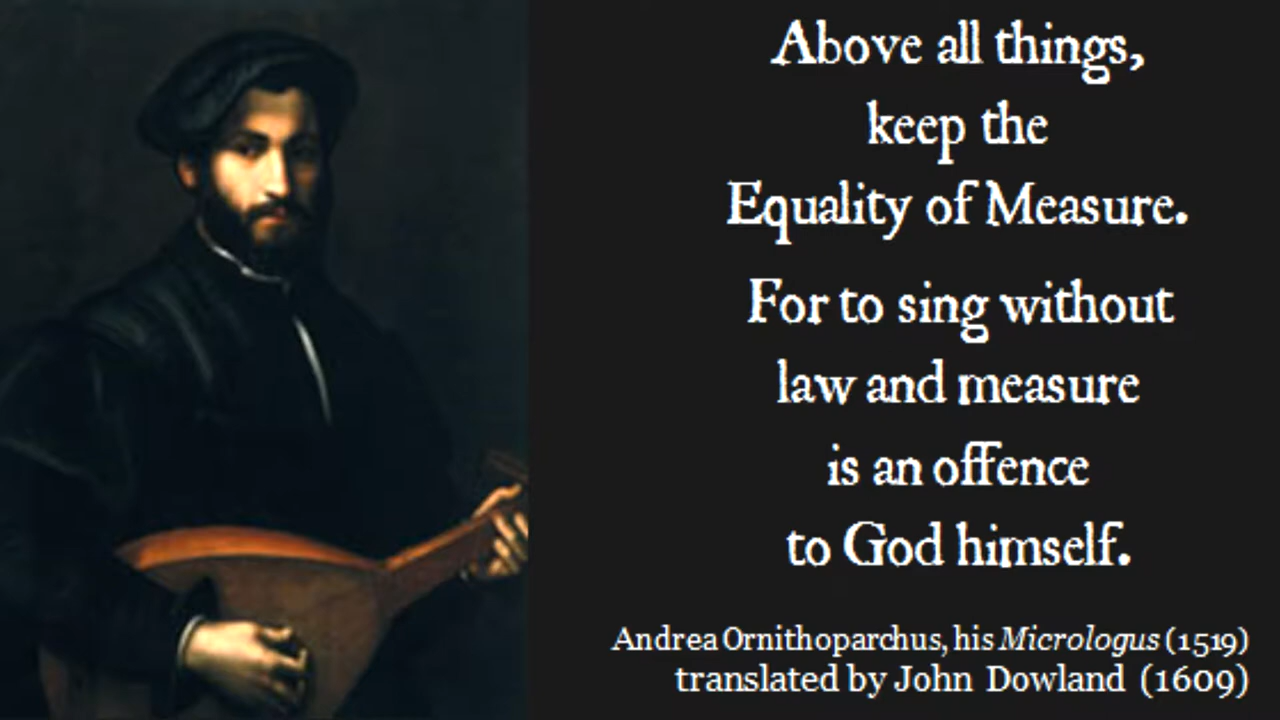 Above all things,
keep the
Equality of Measure.
For to sing without
law and measure
is an offence
to God himself.
Andrea Ornithoparchus, his Micrologus (1519)
translated by John Dowland (1609)